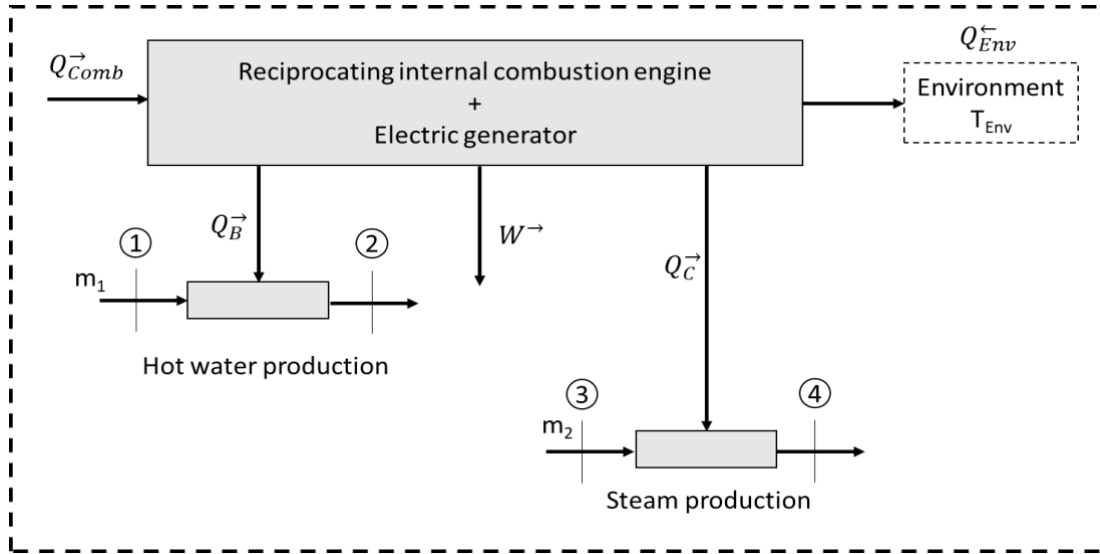 Q→Comb
Reciprocating internal combustion engine
+
Electric generator
Q←Env
Environment
TEnv
Q→B
W→
Q→C
1
2
m1
Hot water production
3
4
m2
Steam production